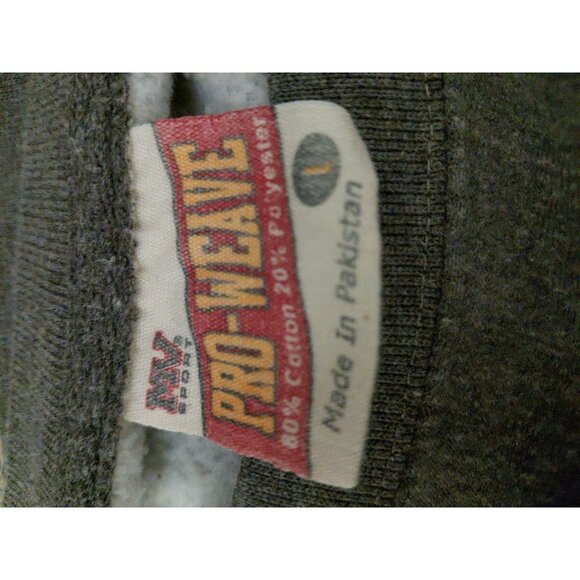 MV®
SPORT
PRO-WEAVE
80% Cotton 20% Polyester
L
Made In Pakistan